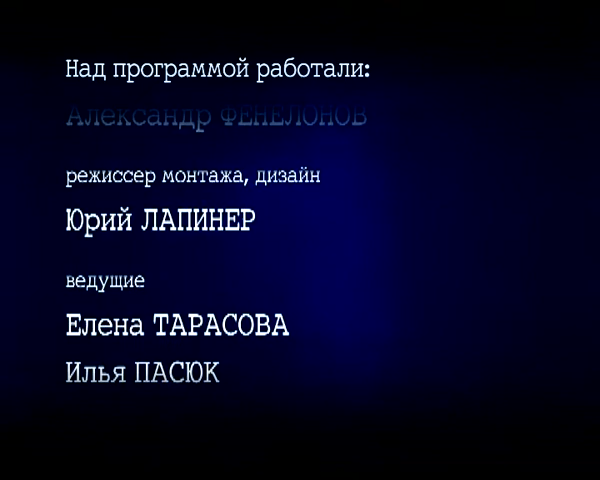 Над программой работали:
Александр ФЕНЕЛОНОВ
режиссер монтажа, дизайн
Юрий ЛАПИНЕР
ведущие
Елена ТАРАСОВА
Илья ПАСЮК